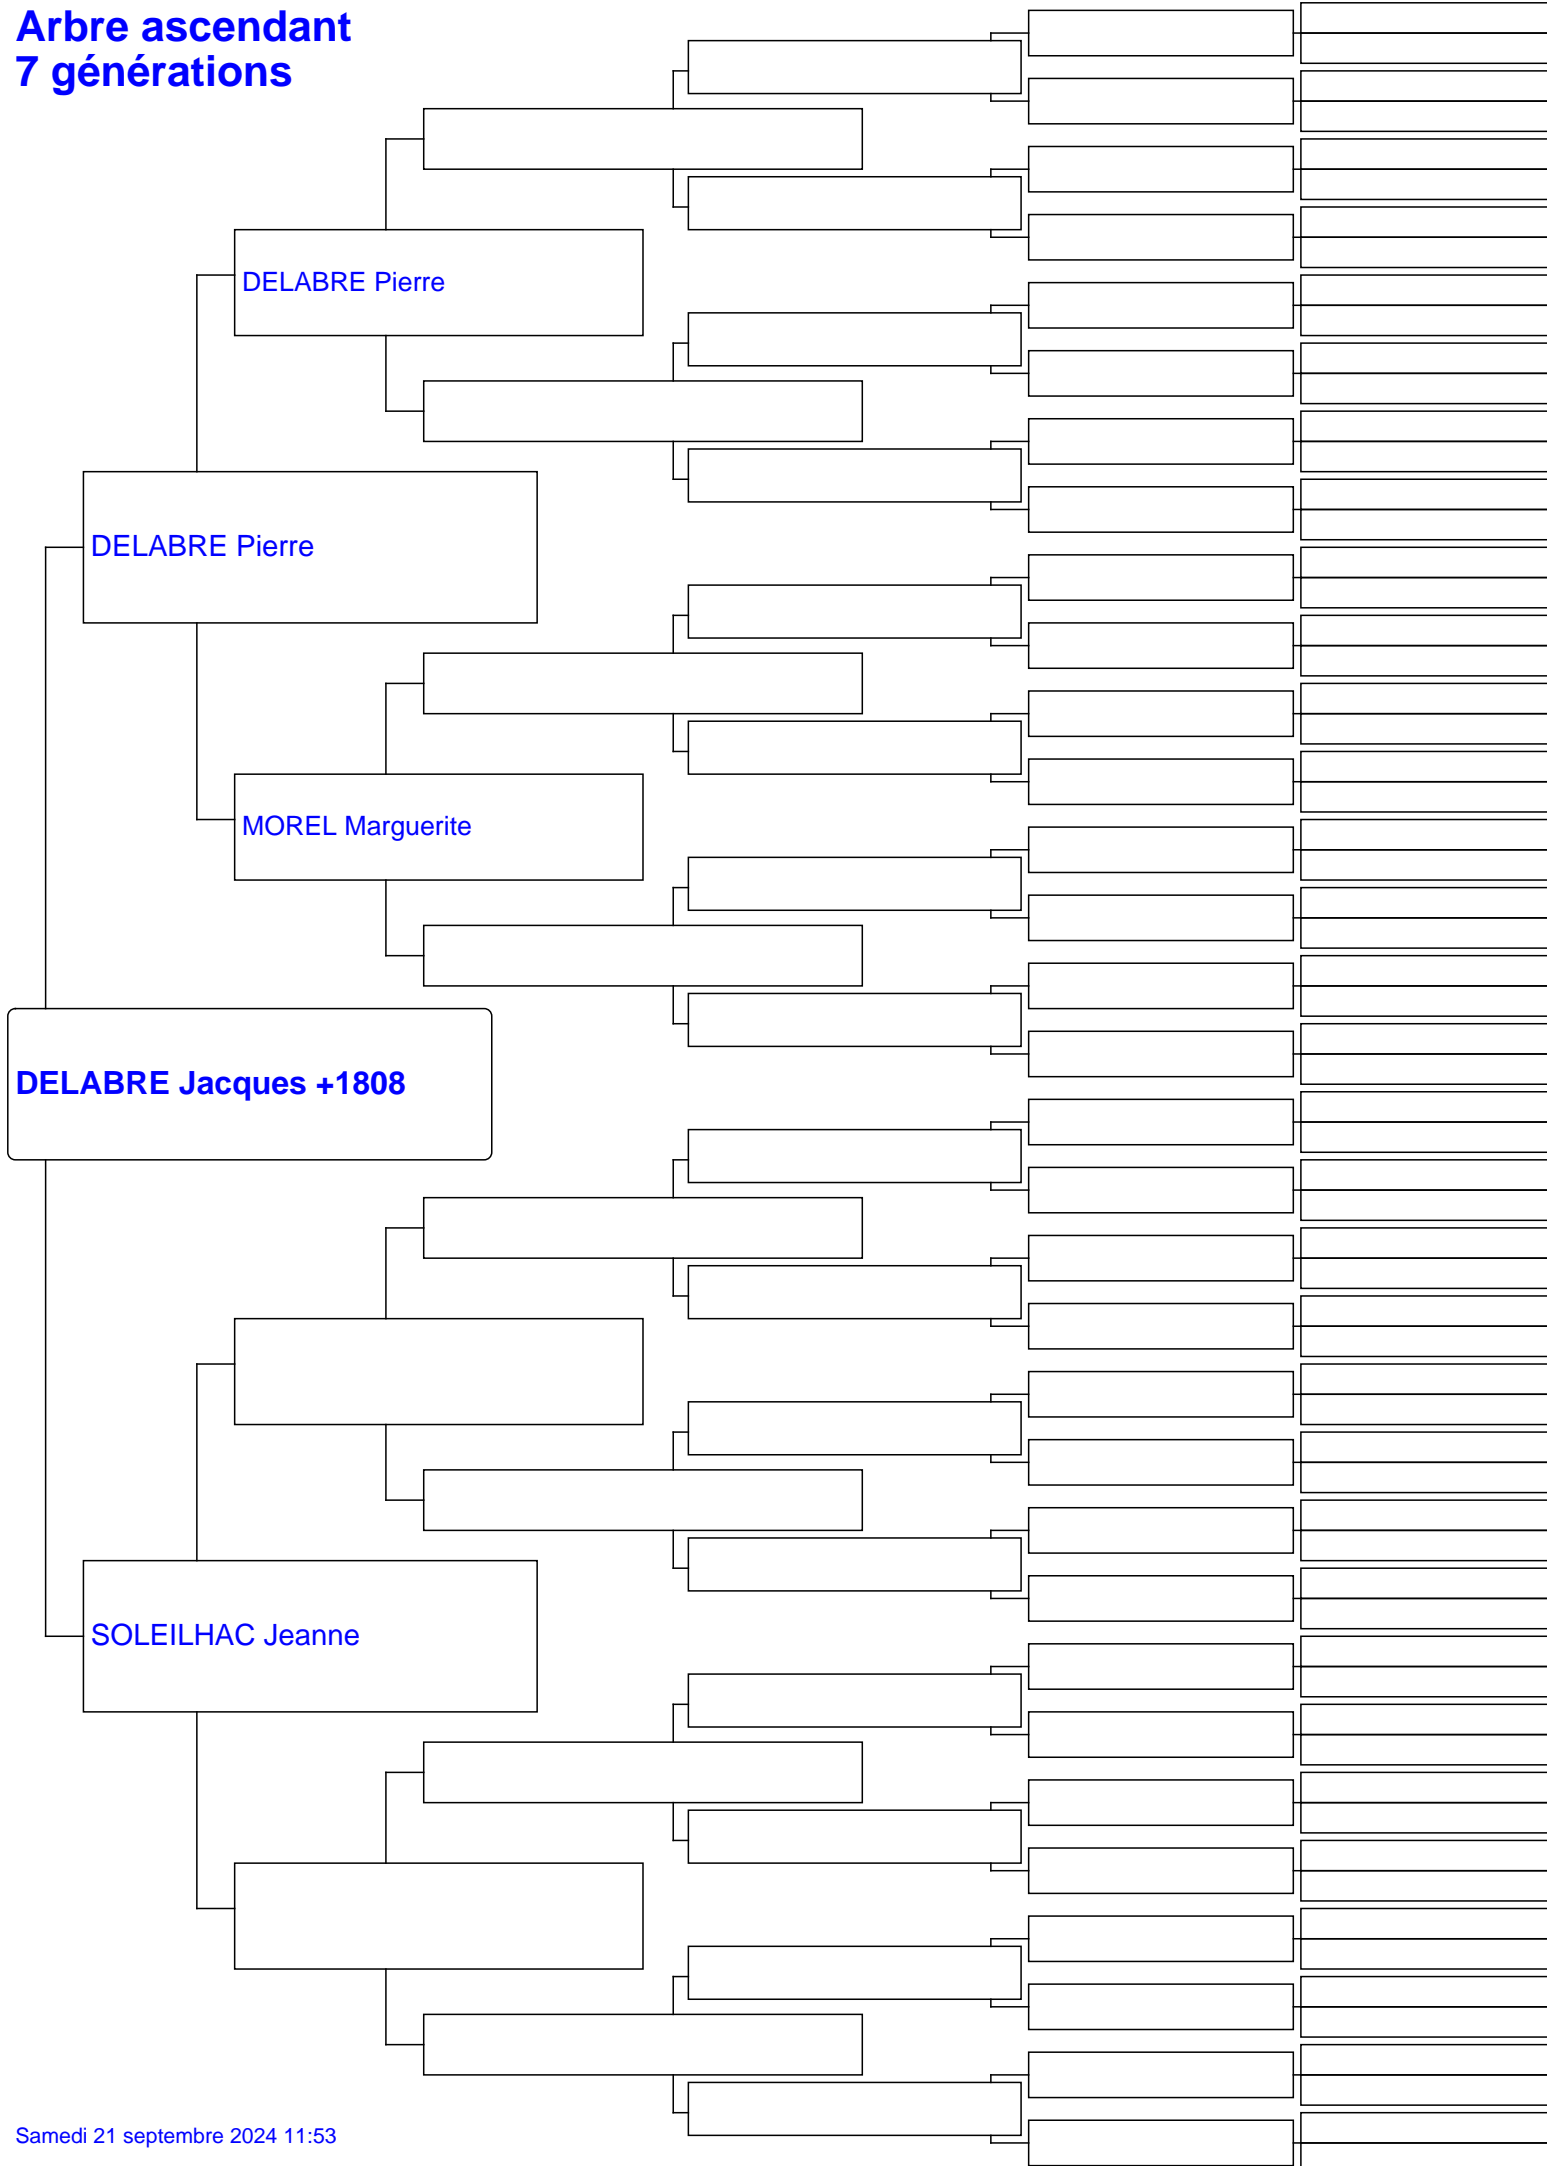 Arbre ascendant
7 générations
DELABRE Pierre
DELABRE Pierre
MOREL Marguerite
DELABRE Jacques +1808
SOLEILHAC Jeanne
Samedi 21 septembre 2024 11:53